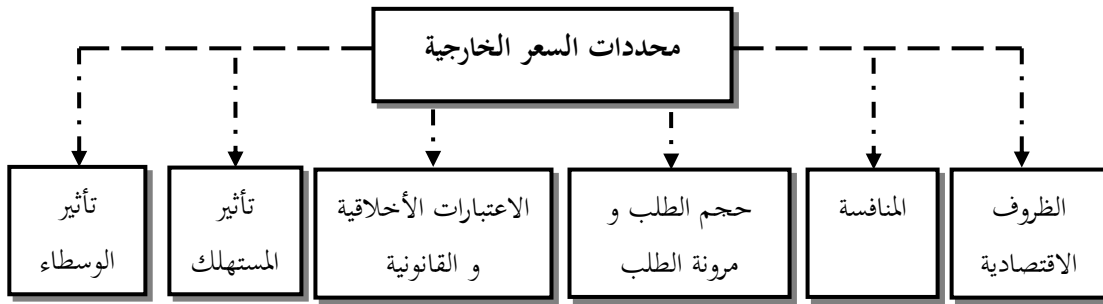 محددات السعر الخارجية
الظروف
الاقتصادية
المنافسة
حجم الطلب و
مرونة الطلب
الاعتبارات الأخلاقية
و القانونية
تأثير
المستهلك
تأثير
الوسطاء